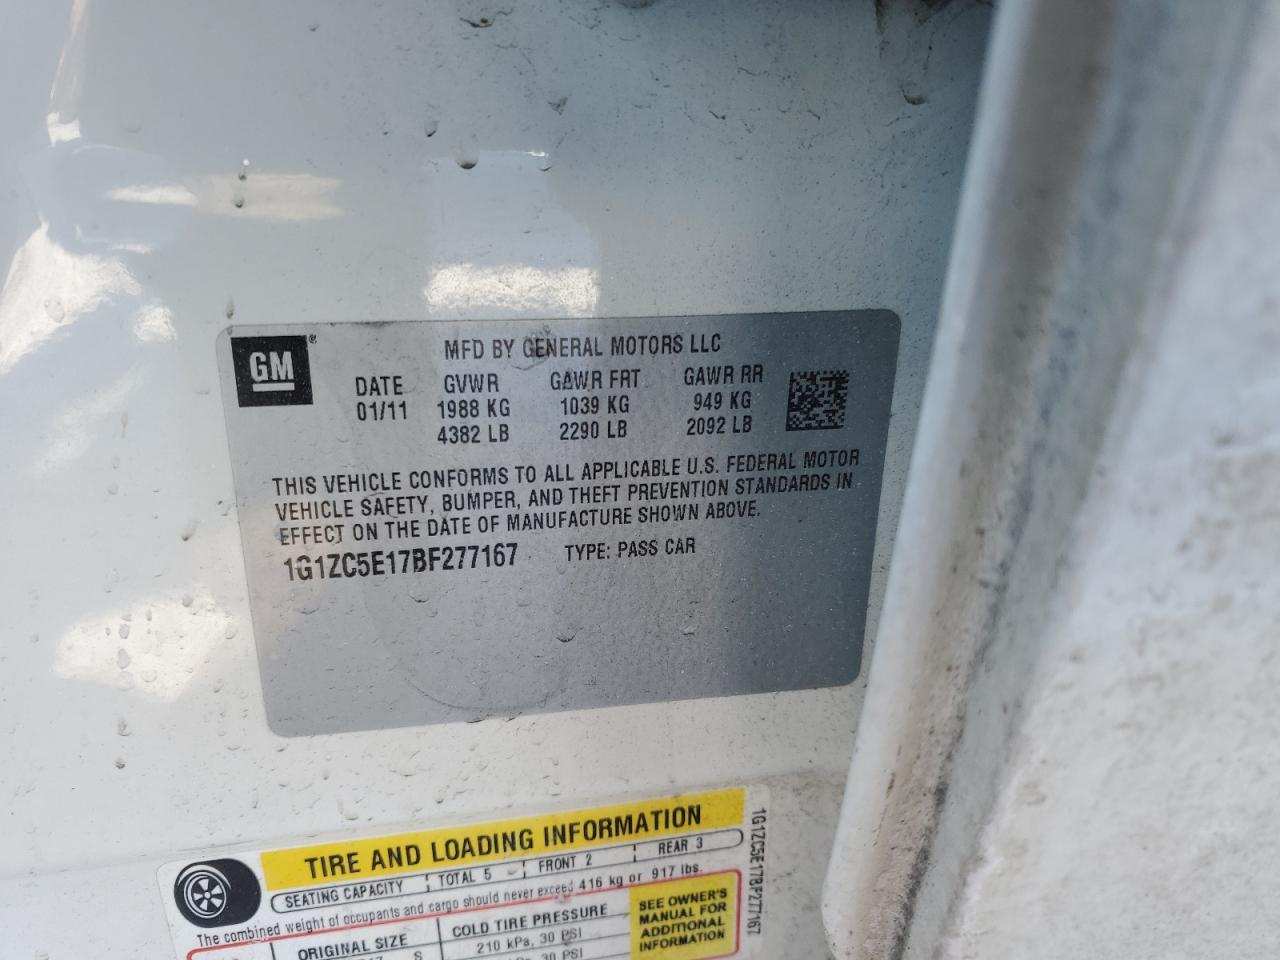 GM®
MFD BY GENERAL MOTORS LLC
DATE GVWR GAWR FRT GAWR RR
01/11 1988 KG 1039 KG 949 KG
4382 LB 2290 LB 2092 LB
THIS VEHICLE CONFORMS TO ALL APPLICABLE U.S. FEDERAL MOTOR
VEHICLE SAFETY, BUMPER, AND THEFT PREVENTION STANDARDS IN
EFFECT ON THE DATE OF MANUFACTURE SHOWN ABOVE.
1G1ZC5E17BF277167 TYPE: PASS CAR
TIRE AND LOADING INFORMATION
SEATING CAPACITY TOTAL 5 FRONT 2 REAR 3
The combined weight of occupants and cargo should never exceed 416 kg or 917 lbs.
ORIGINAL SIZE COLD TIRE PRESSURE
210 kPa, 30 PSI
30 PSI
SEE OWNER'S
MANUAL FOR
ADDITIONAL
INFORMATION
1G1ZC5E17BF277167